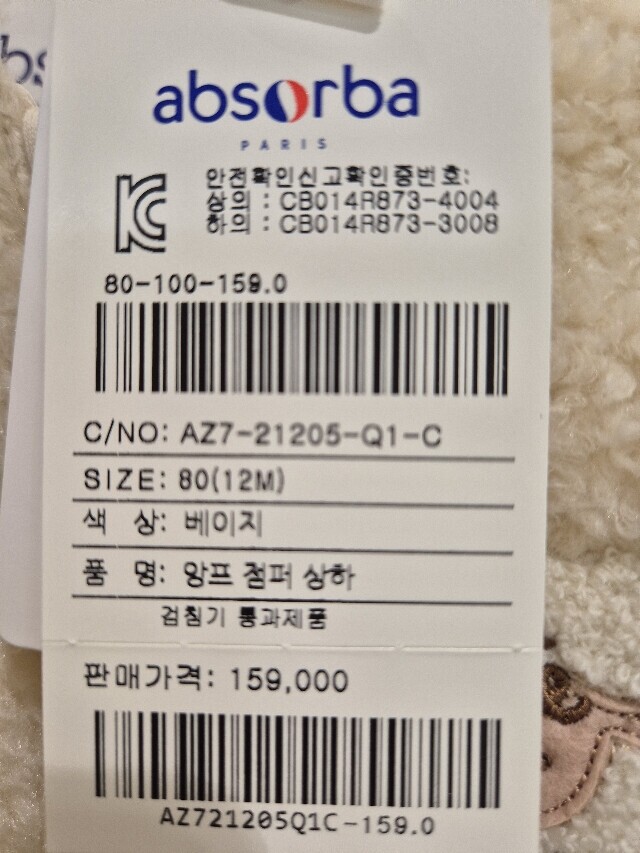 absorba
PARIS
안전확인신고확인증번호:
상의 : CB014R873-4004
하의 : CB014R873-3008
80-100-159.0
C/NO: AZ7-21205-Q1-C
SIZE: 80(12M)
색 상: 베이지
품 명: 앙프 점퍼 상하
검침기 통과제품
판매가격: 159,000
AZ721205Q1C-159.0